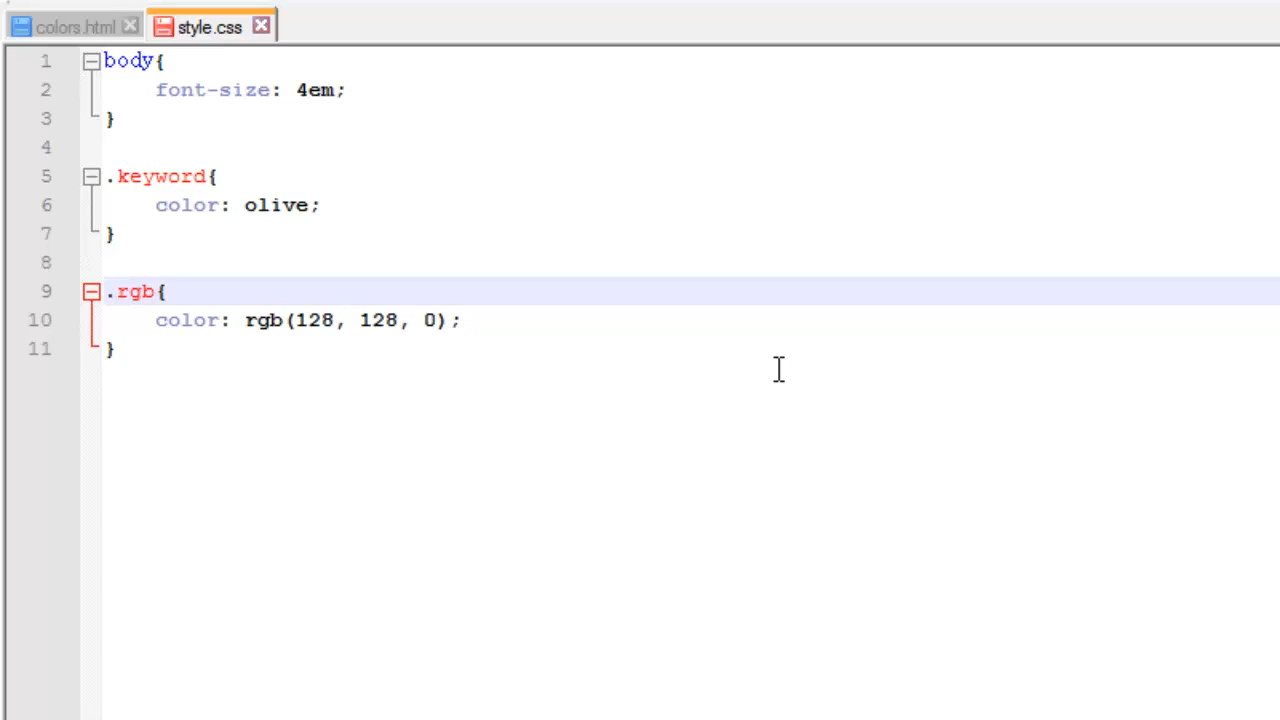 colors.html style.css
1 body{
2 font-size: 4em;
3 }
4
5 .keyword{
6 color: olive;
7 }
8
9 .rgb{
10 color: rgb(128, 128, 0);
11 }